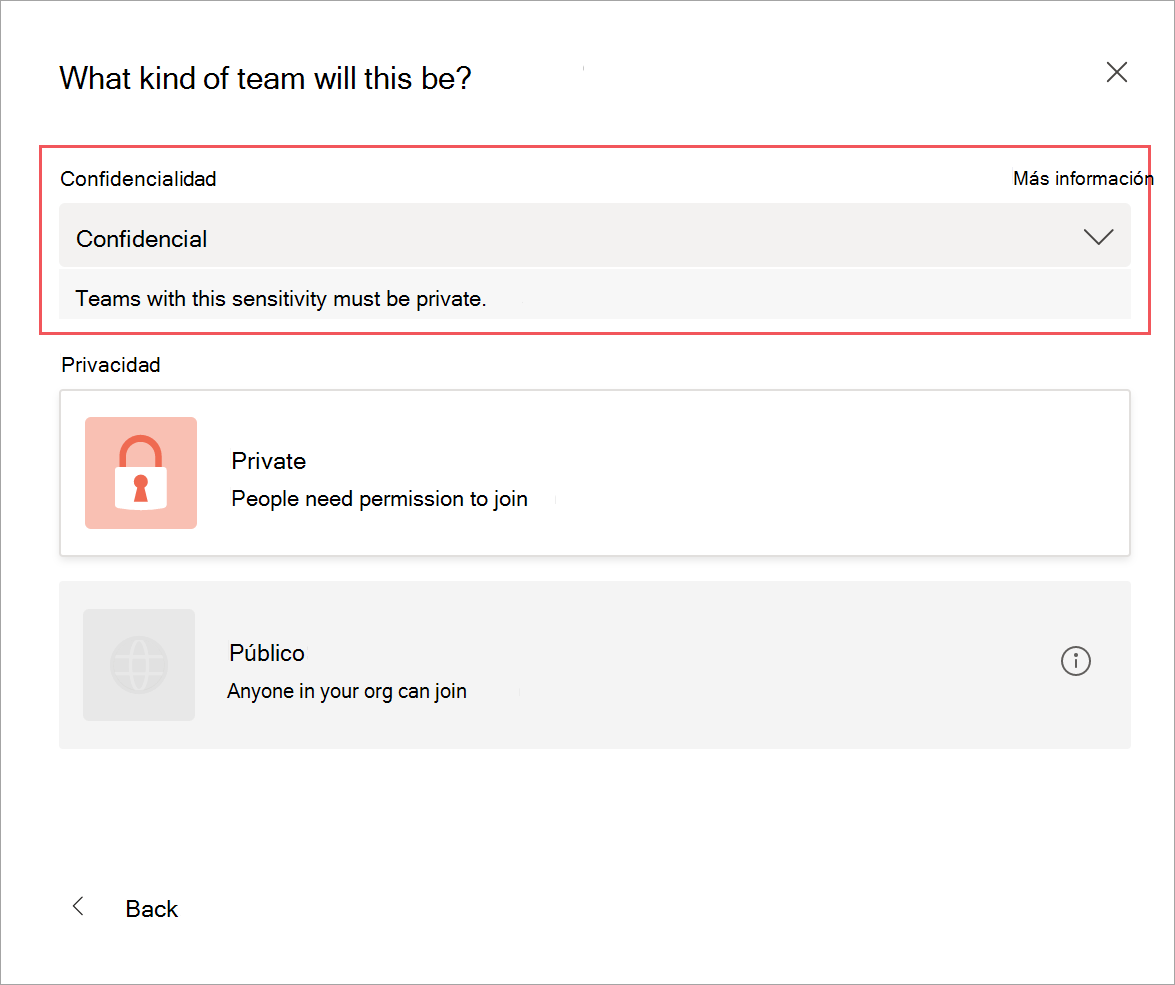 What kind of team will this be?
Confidencialidad
Más información
Confidencial
Teams with this sensitivity must be private.
Privacidad
Private
People need permission to join
Público
Anyone in your org can join
Back